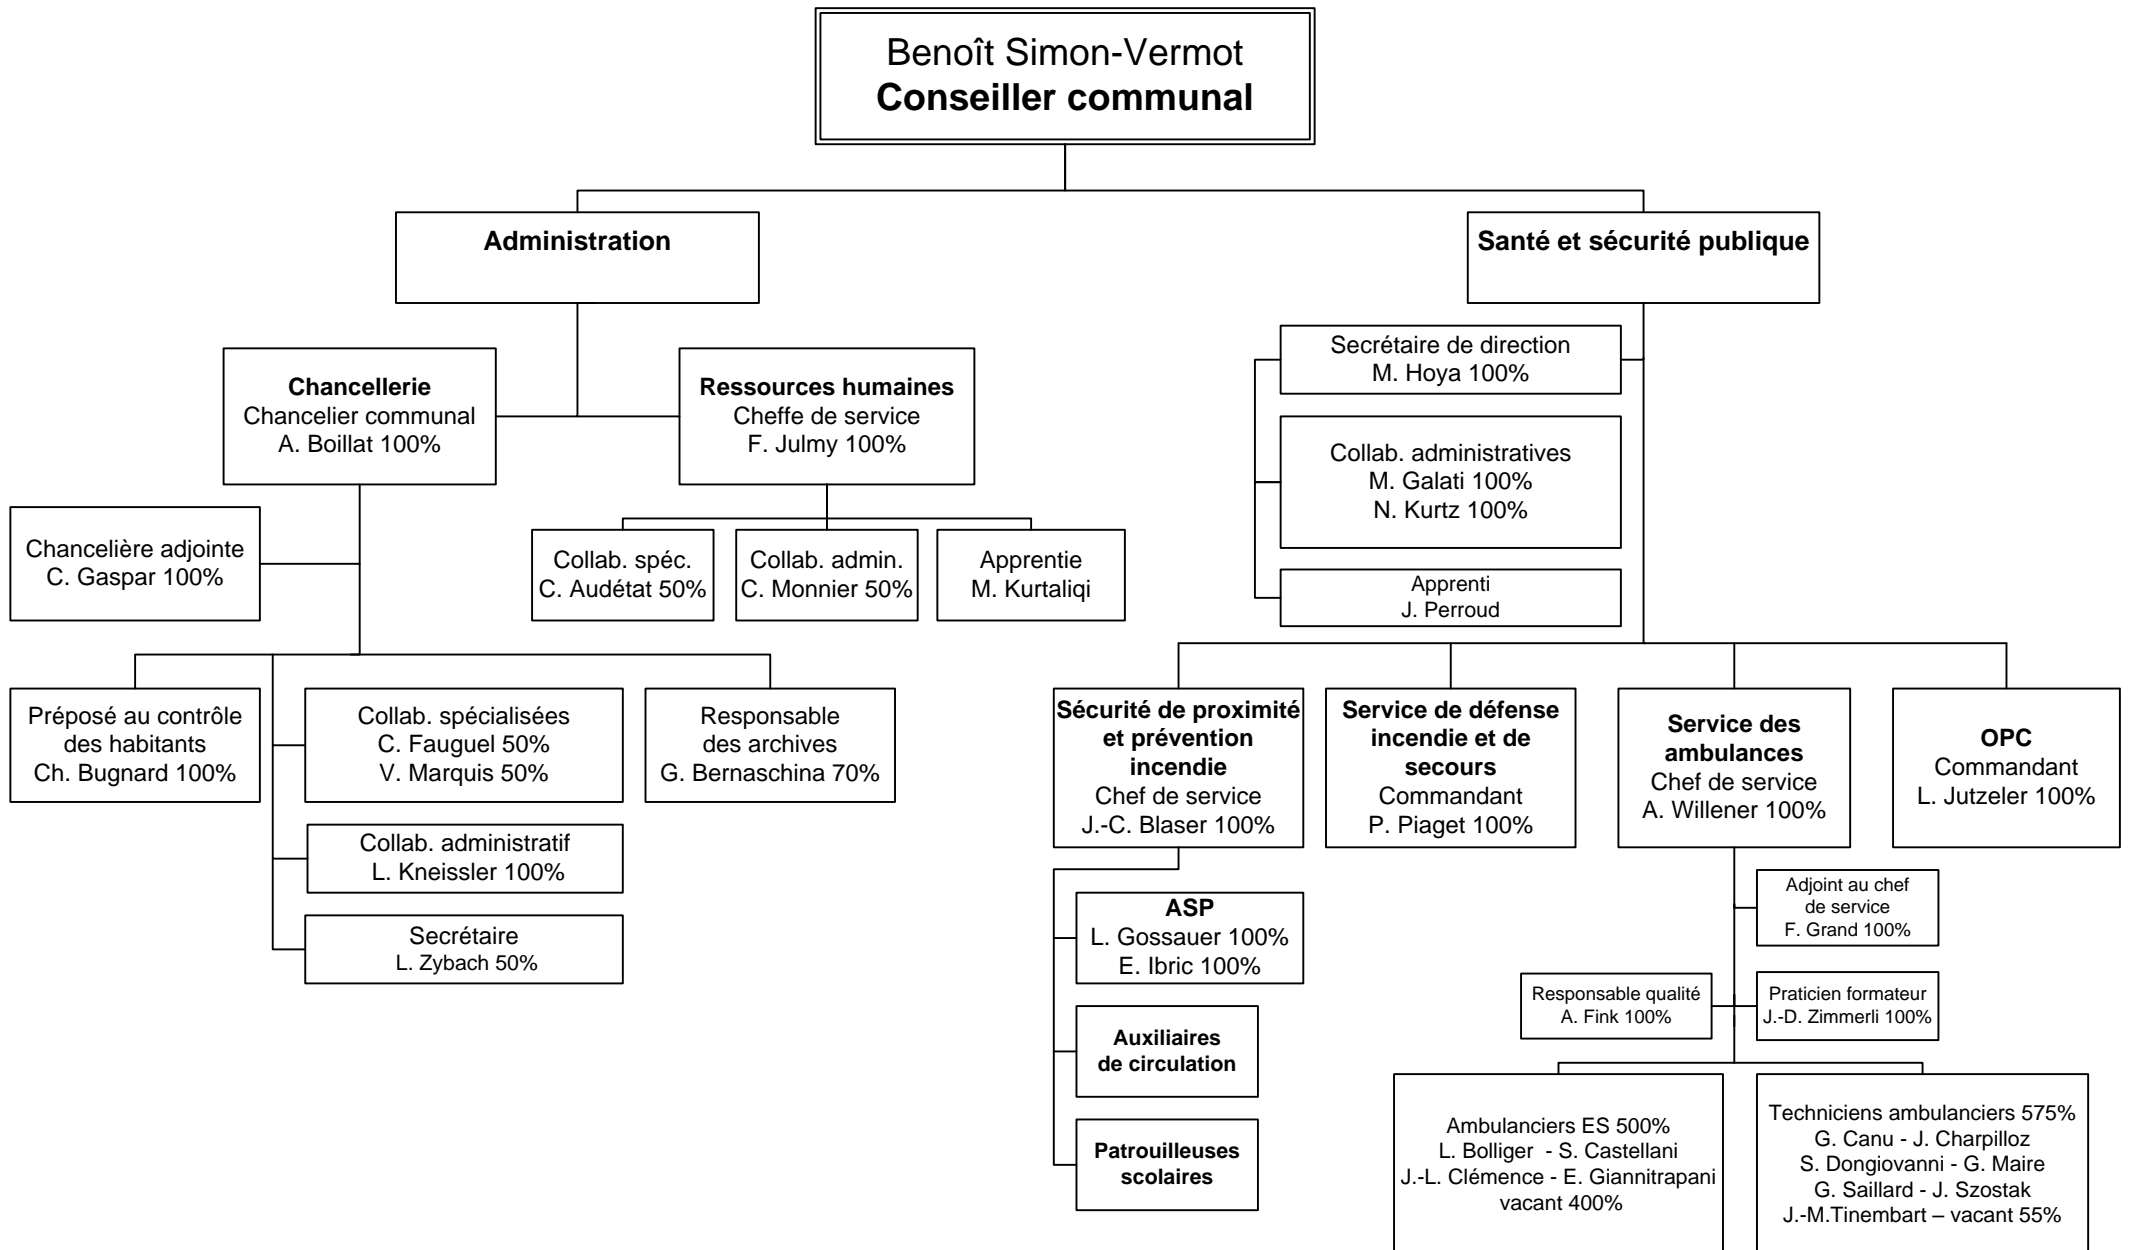 Benoît Simon-Vermot
Conseiller communal
Administration
Santé et sécurité publique
Chancellerie
Chancelier communal
A. Boillat 100%
Ressources humaines
Cheffe de service
F. Julmy 100%
Chancelière adjointe
C. Gaspar 100%
Collab. spéc.
C. Audétat 50%
Collab. admin.
C. Monnier 50%
Apprentie
M. Kurtaliqi
Préposé au contrôle
des habitants
Ch. Bugnard 100%
Collab. spécialisées
C. Fauguel 50%
V. Marquis 50%
Responsable
des archives
G. Bernaschina 70%
Collab. administratif
L. Kneissler 100%
Secrétaire
L. Zybach 50%
Secrétaire de direction
M. Hoya 100%
Collab. administratives
M. Galati 100%
N. Kurtz 100%
Apprenti
J. Perroud
Sécurité de proximité
et prévention
incendie
Chef de service
J.-C. Blaser 100%
Service de défense
incendie et de
secours
Commandant
P. Piaget 100%
Service des
ambulances
Chef de service
A. Willener 100%
OPC
Commandant
L. Jutzeler 100%
ASP
L. Gossauer 100%
E. Ibric 100%
Auxiliaires
de circulation
Patrouilleuses
scolaires
Adjoint au chef
de service
F. Grand 100%
Responsable qualité
A. Fink 100%
Praticien formateur
J.-D. Zimmerli 100%
Ambulanciers ES 500%
L. Bolliger - S. Castellani
J.-L. Clémence - E. Giannitrapani
vacant 400%
Techniciens ambulanciers 575%
G. Canu - J. Charpilloz
S. Dongiovanni - G. Maire
G. Saillard - J. Szostak
J.-M.Tinembart – vacant 55%